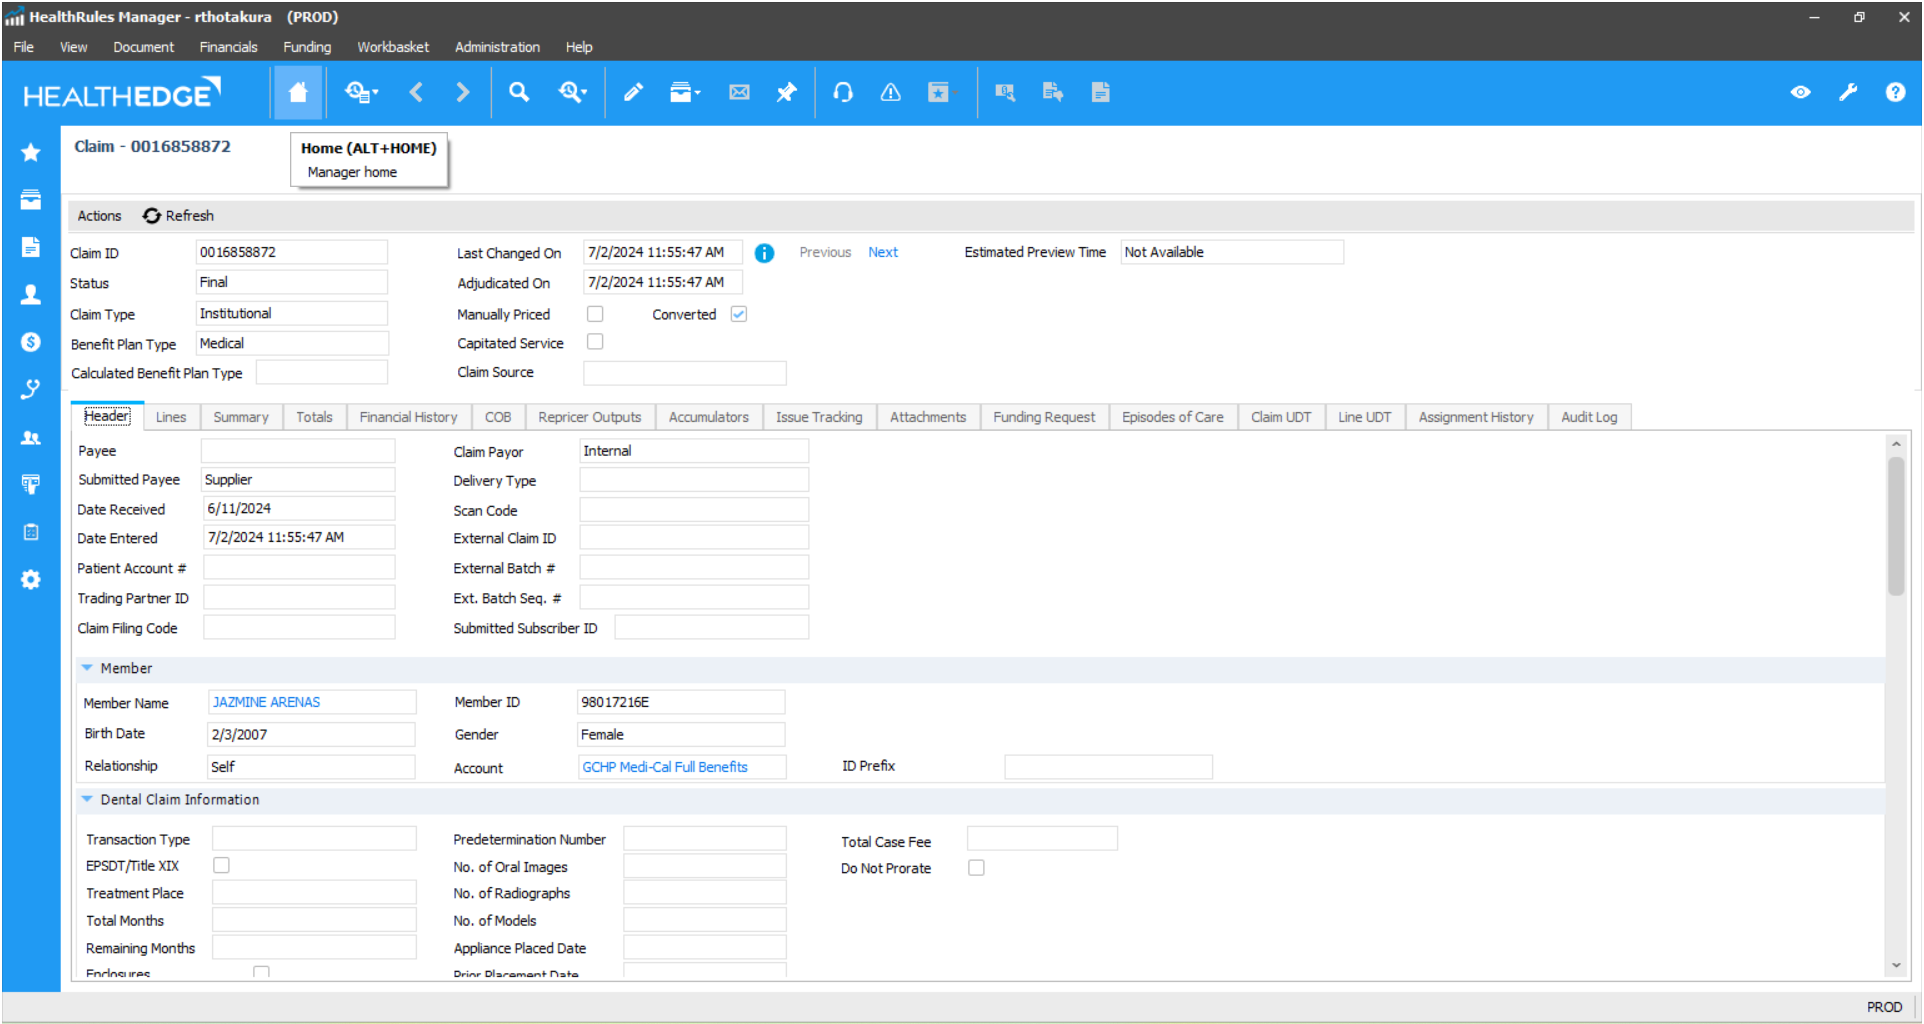 HealthRules Manager - rthotakura (PROD)
File View Document Financials Funding Workbasket Administration Help
HEALTHEDGE
Claim - 0016858872
Home (ALT+HOME)
Manager home
Actions Refresh
Claim ID 0016858872 Last Changed On 7/2/2024 11:55:47 AM Previous Next Estimated Preview Time Not Available
Status Final Adjudicated On 7/2/2024 11:55:47 AM
Claim Type Institutional Manually Priced Converted
Benefit Plan Type Medical Capitated Service
Calculated Benefit Plan Type Claim Source
Header Lines Summary Totals Financial History COB Repricer Outputs Accumulators Issue Tracking Attachments Funding Request Episodes of Care Claim UDT Line UDT Assignment History Audit Log
Payee Claim Payor Internal
Submitted Payee Supplier Delivery Type
Date Received 6/11/2024 Scan Code
Date Entered 7/2/2024 11:55:47 AM External Claim ID
Patient Account # External Batch #
Trading Partner ID Ext. Batch Seq. #
Claim Filing Code Submitted Subscriber ID
Member
Member Name JAZMINE ARENAS Member ID 98017216E
Birth Date 2/3/2007 Gender Female
Relationship Self Account GCHP Medi-Cal Full Benefits ID Prefix
Dental Claim Information
Transaction Type Predetermination Number Total Case Fee
EPSDT/Title XIX No. of Oral Images Do Not Prorate
Treatment Place No. of Radiographs
Total Months No. of Models
Remaining Months Appliance Placed Date
Enclosures Prior Placement Date
PROD